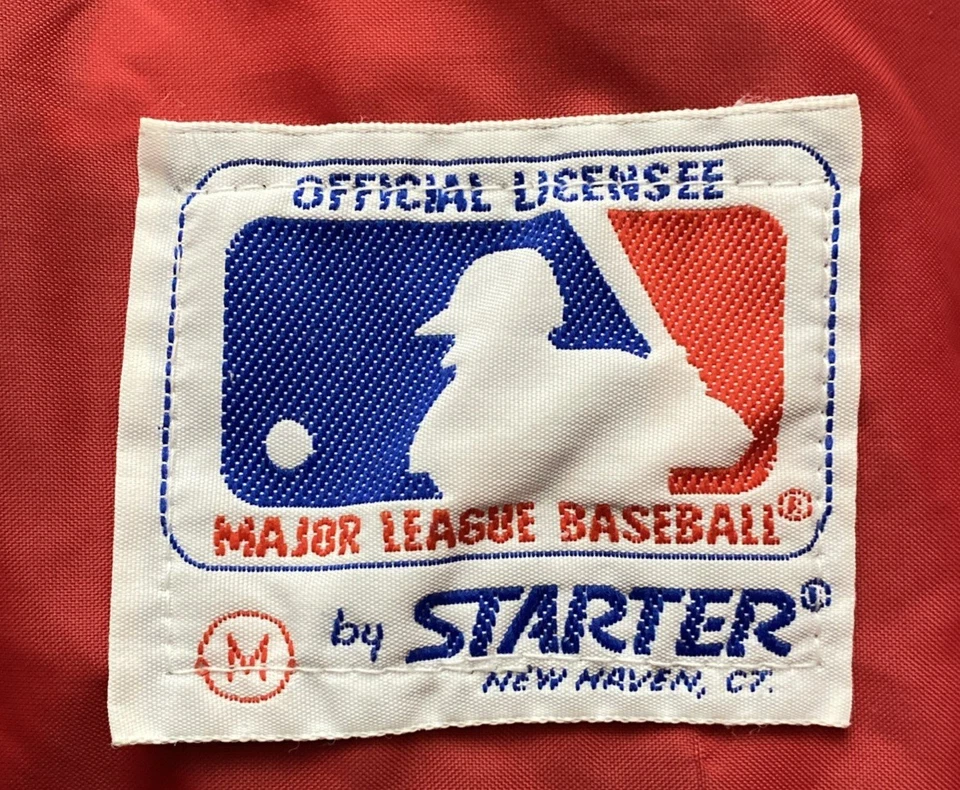 OFFICIAL LICENSEE
MAJOR LEAGUE BASEBALL®
M
by STARTER®
NEW HAVEN, CT.